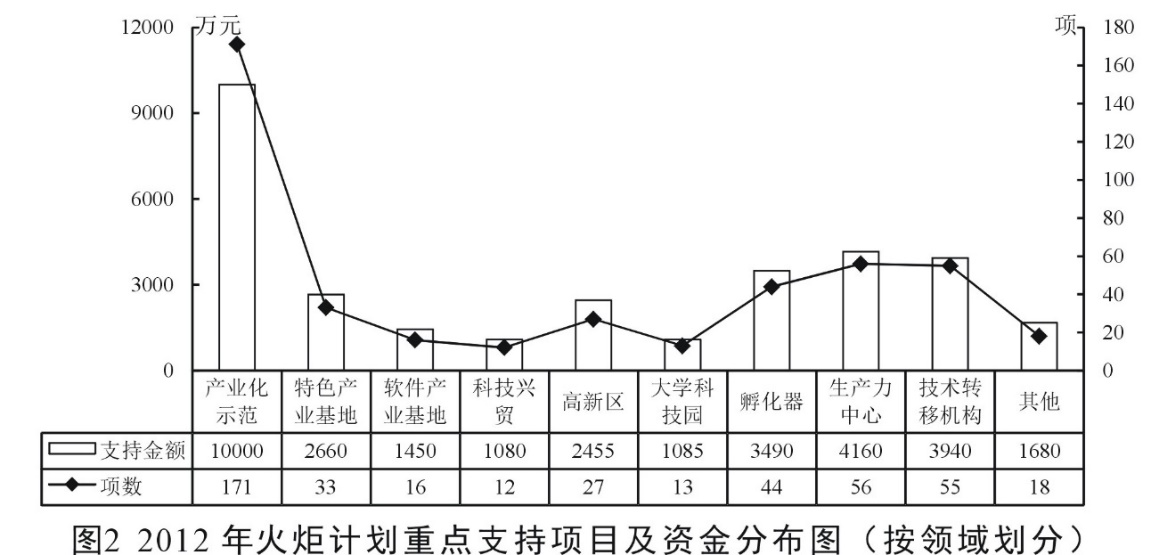 12000
万元
项
180
160
9000
140
120
6000
100
80
3000
60
40
20
0
0
产业化
示范
特色产
业基地
软件产
业基地
科技兴
贸
高新区
大学科
技园
孵化器
生产力
中心
技术转
移机构
其他
支持金额 10000 2660 1450 1080 2455 1085 3490 4160 3940 1680
项数 171 33 16 12 27 13 44 56 55 18
图2 2012年火炬计划重点支持项目及资金分布图（按领域划分）